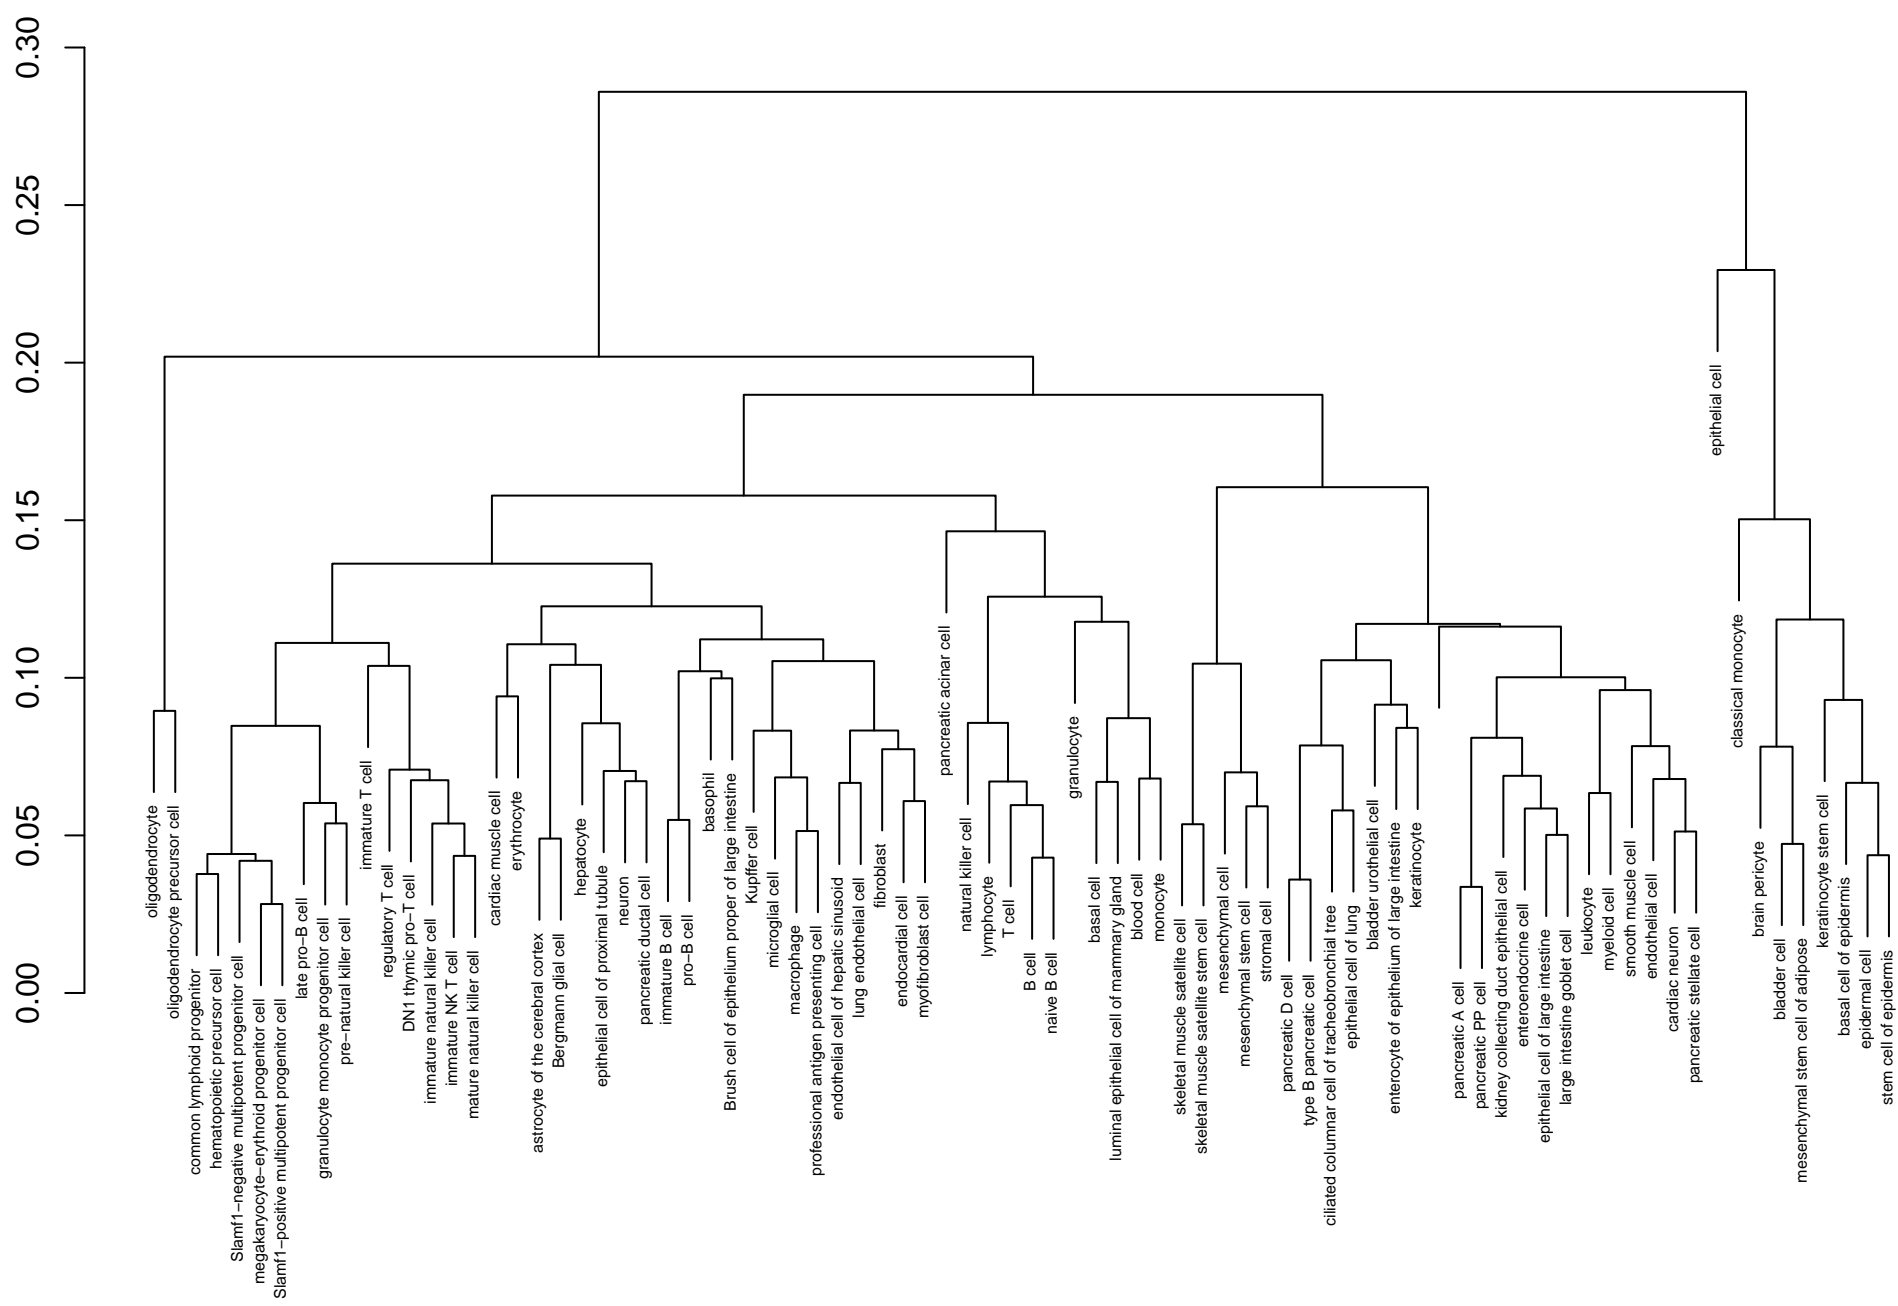 0.30
0.25
0.20
0.15
0.10
0.05
0.00
oligodendrocyte
oligodendrocyte precursor cell
common lymphoid progenitor
hematopoietic precursor cell
Slamf1−negative multipotent progenitor cell
megakaryocyte−erythroid progenitor cell
Slamf1−positive multipotent progenitor cell
late pro−B cell
granulocyte monocyte progenitor cell
pre−natural killer cell
immature T cell
regulatory T cell
DN1 thymic pro−T cell
immature natural killer cell
immature NK T cell
mature natural killer cell
cardiac muscle cell
erythrocyte
astrocyte of the cerebral cortex
Bergmann glial cell
hepatocyte
epithelial cell of proximal tubule
neuron
pancreatic ductal cell
immature B cell
pro−B cell
basophil
Brush cell of epithelium proper of large intestine
Kupffer cell
microglial cell
macrophage
professional antigen presenting cell
endothelial cell of hepatic sinusoid
lung endothelial cell
fibroblast
endocardial cell
myofibroblast cell
pancreatic acinar cell
natural killer cell
lymphocyte
T cell
B cell
naive B cell
granulocyte
basal cell
luminal epithelial cell of mammary gland
blood cell
monocyte
skeletal muscle satellite cell
skeletal muscle satellite stem cell
mesenchymal cell
mesenchymal stem cell
stromal cell
pancreatic D cell
type B pancreatic cell
ciliated columnar cell of tracheobronchial tree
epithelial cell of lung
bladder urothelial cell
enterocyte of epithelium of large intestine
keratinocyte
pancreatic A cell
pancreatic PP cell
kidney collecting duct epithelial cell
enteroendocrine cell
epithelial cell of large intestine
large intestine goblet cell
leukocyte
myeloid cell
smooth muscle cell
endothelial cell
cardiac neuron
pancreatic stellate cell
epithelial cell
classical monocyte
brain pericyte
bladder cell
mesenchymal stem cell of adipose
keratinocyte stem cell
basal cell of epidermis
epidermal cell
stem cell of epidermis